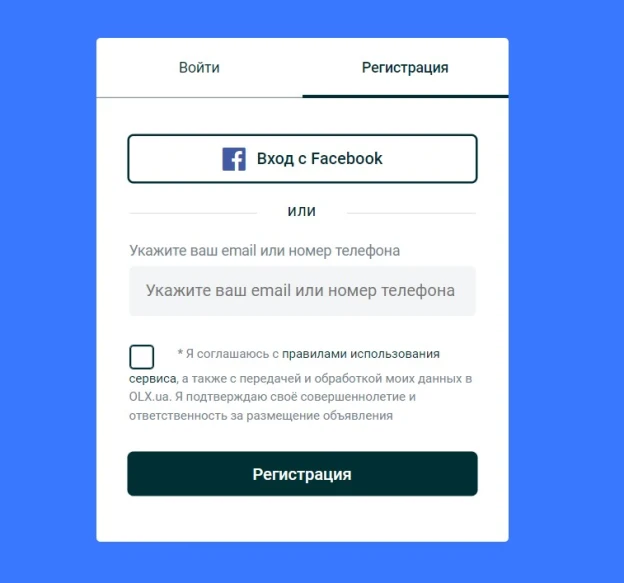 Войти
Регистрация
Вход с Facebook
или
Укажите ваш email или номер телефона
Укажите ваш email или номер телефона
* Я соглашаюсь с правилами использования
сервиса, а также с передачей и обработкой моих данных в
OLX.ua. Я подтверждаю своё совершеннолетие и
ответственность за размещение объявления
Регистрация